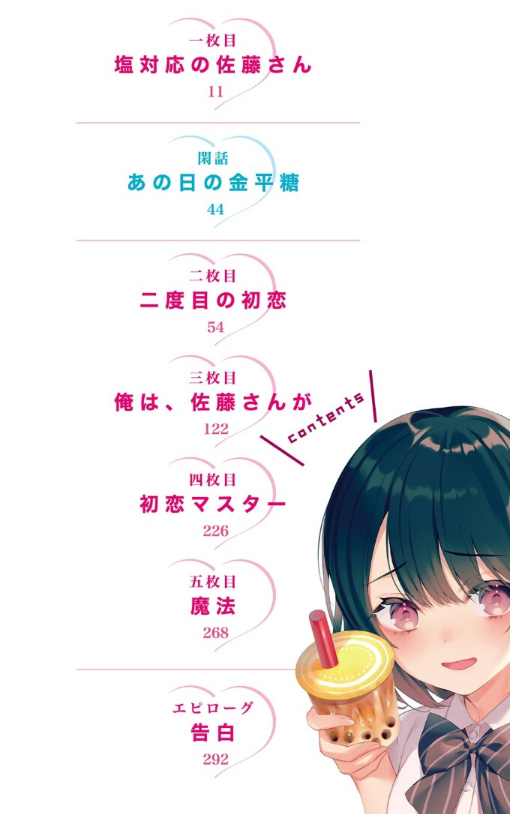 一枚目
塩対応の佐藤さん
11
閑話
あの日の金平糖
44
二枚目
二度目の初恋
54
三枚目
俺は、佐藤さんが
122
contents
四枚目
初恋マスター
226
五枚目
魔法
268
エピローグ
告白
292